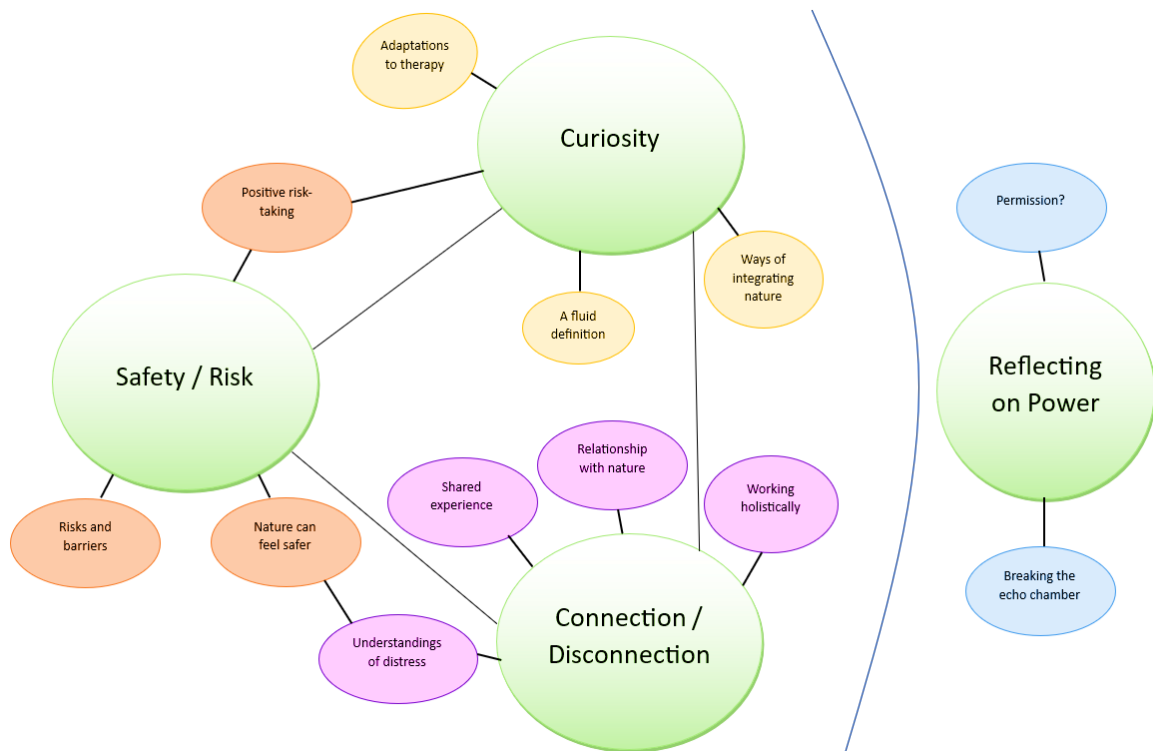 Adaptations
to therapy
Curiosity
Positive risk-
taking
Permission?
Ways of
integrating
nature
A fluid
definition
Safety / Risk
Reflecting
on Power
Relationship
with nature
Shared
experience
Working
holistically
Risks and
barriers
Nature can
feel safer
Breaking the
echo chamber
Connection /
Disconnection
Understandings
of distress